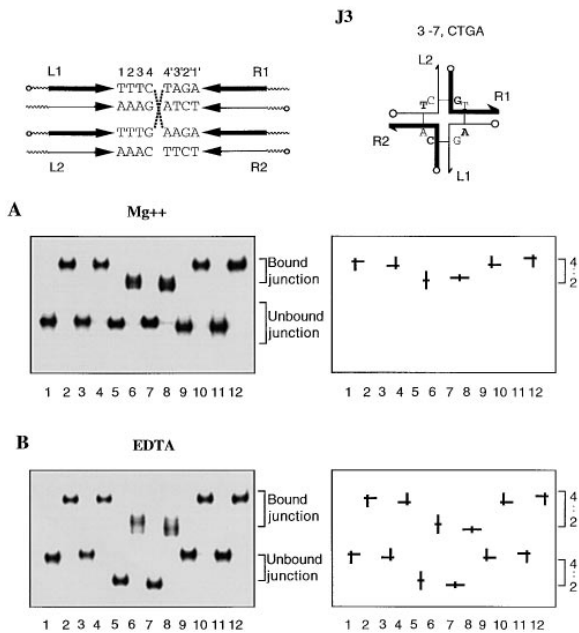 J3
3 -7, CTGA
L1 1 2 3 4 4'3'2'1' R1
TTTC TAGA
AAAG ATCT
TTTG AAGA
AAAC TTCT
L2 R2
L2
T C G T R1
R2 A C G A
L1
A Mg++
Bound
junction
Unbound
junction
4
2
1 2 3 4 5 6 7 8 9 10 11 12
1 2 3 4 5 6 7 8 9 10 11 12
B EDTA
Bound
junction
Unbound
junction
4
2
4
2
1 2 3 4 5 6 7 8 9 10 11 12
1 2 3 4 5 6 7 8 9 10 11 12